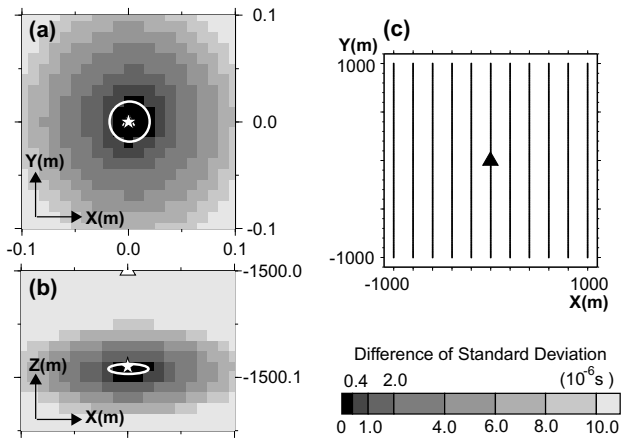 (a)
0.1
0.0
-0.1
Y(m)
X(m)
-0.1 0.0 0.1
(b)
-1500.0
-1500.1
Z(m)
X(m)
(c)
Y(m)
1000
-1000
-1000 1000
X(m)
Difference of Standard Deviation
0.4 2.0 (10⁻⁶s)
0 1.0 4.0 6.0 8.0 10.0